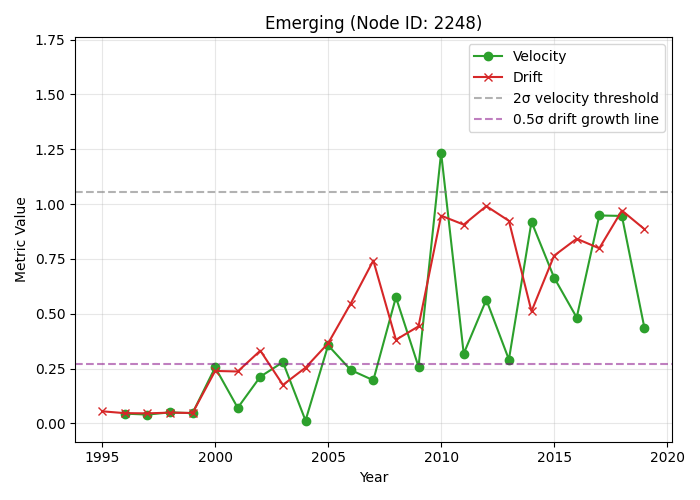 Emerging (Node ID: 2248)
Velocity
Drift
2σ velocity threshold
0.5σ drift growth line
Metric Value
1.75
1.50
1.25
1.00
0.75
0.50
0.25
0.00
1995 2000 2005 2010 2015 2020
Year